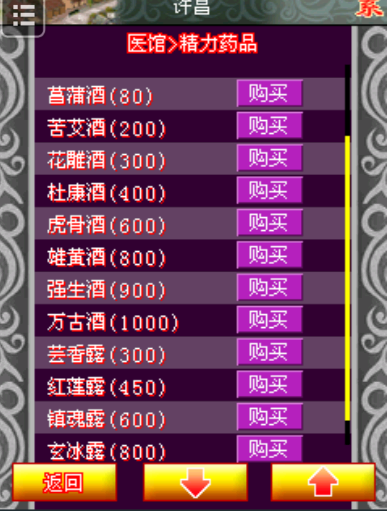 许昌
系
医馆>精力药品
菖蒲酒(80) 购买
苦艾酒(200) 购买
花雕酒(300) 购买
杜康酒(400) 购买
虎骨酒(600) 购买
雄黄酒(800) 购买
强生酒(900) 购买
万古酒(1000) 购买
芸香露(300) 购买
红莲露(450) 购买
镇魂露(600) 购买
玄冰露(800) 购买
返回